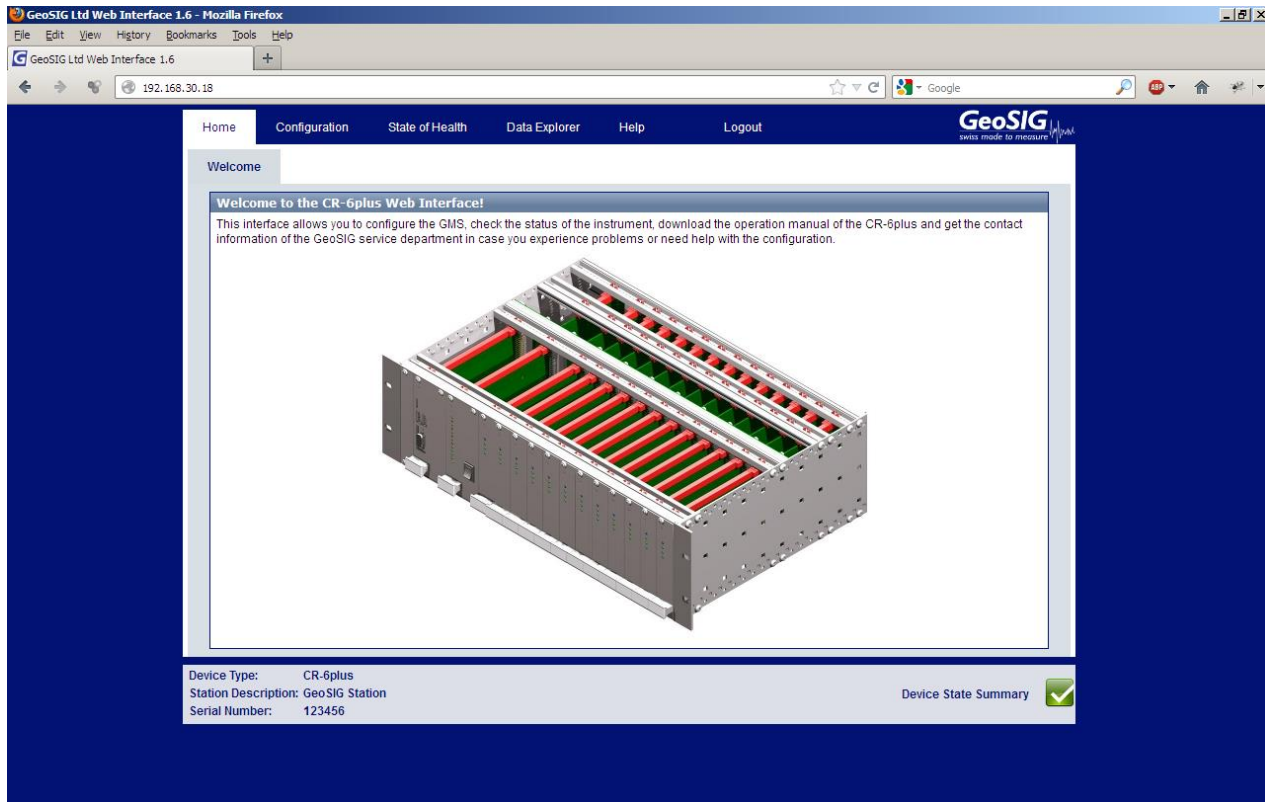 GeoSIG Ltd Web Interface 1.6 - Mozilla Firefox
File Edit View History Bookmarks Tools Help
GeoSIG Ltd Web Interface 1.6
192.168.30.18
Google
ABP
Home Configuration State of Health Data Explorer Help Logout
GeoSIG
swiss made to measure
Welcome
Welcome to the CR-6plus Web Interface!
This interface allows you to configure the GMS, check the status of the instrument, download the operation manual of the CR-6plus and get the contact
information of the GeoSIG service department in case you experience problems or need help with the configuration.
Device Type: CR-6plus
Station Description: GeoSIG Station
Serial Number: 123456
Device State Summary